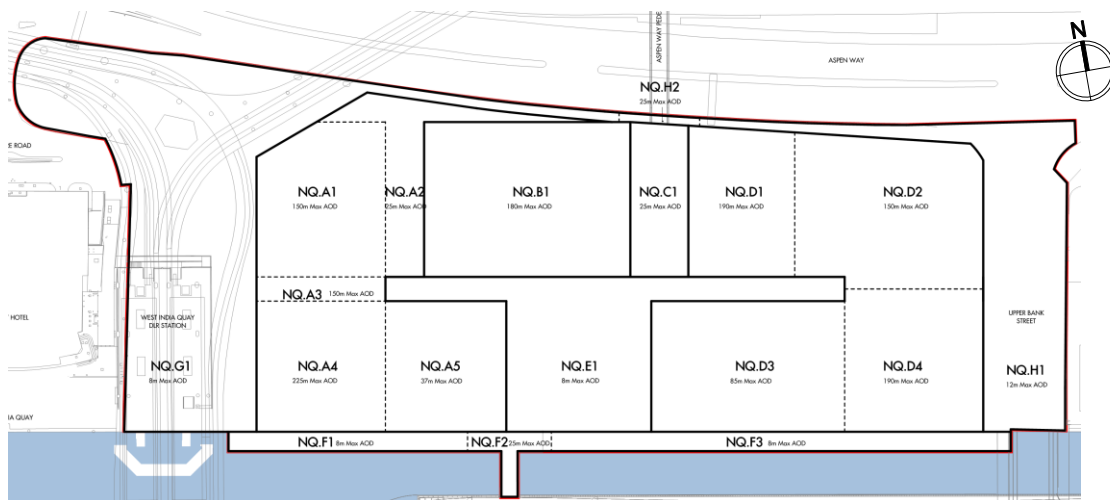 ASPEN WAY PEDE
ASPEN WAY
N
NQ.H2
25m Max AOD
E ROAD
NQ.A1
150m Max AOD
NQ.A2
25m Max AOD
NQ.B1
180m Max AOD
NQ.C1
25m Max AOD
NQ.D1
190m Max AOD
NQ.D2
150m Max AOD
NQ.A3 150m Max AOD
HOTEL
WEST INDIA QUAY
DLR STATION
UPPER BANK
STREET
NQ.G1
8m Max AOD
NQ.A4
225m Max AOD
NQ.A5
37m Max AOD
NQ.E1
8m Max AOD
NQ.D3
85m Max AOD
NQ.D4
190m Max AOD
NQ.H1
12m Max AOD
IA QUAY
NQ.F1 8m Max AOD
NQ.F2 25m Max AOD
NQ.F3 8m Max AOD